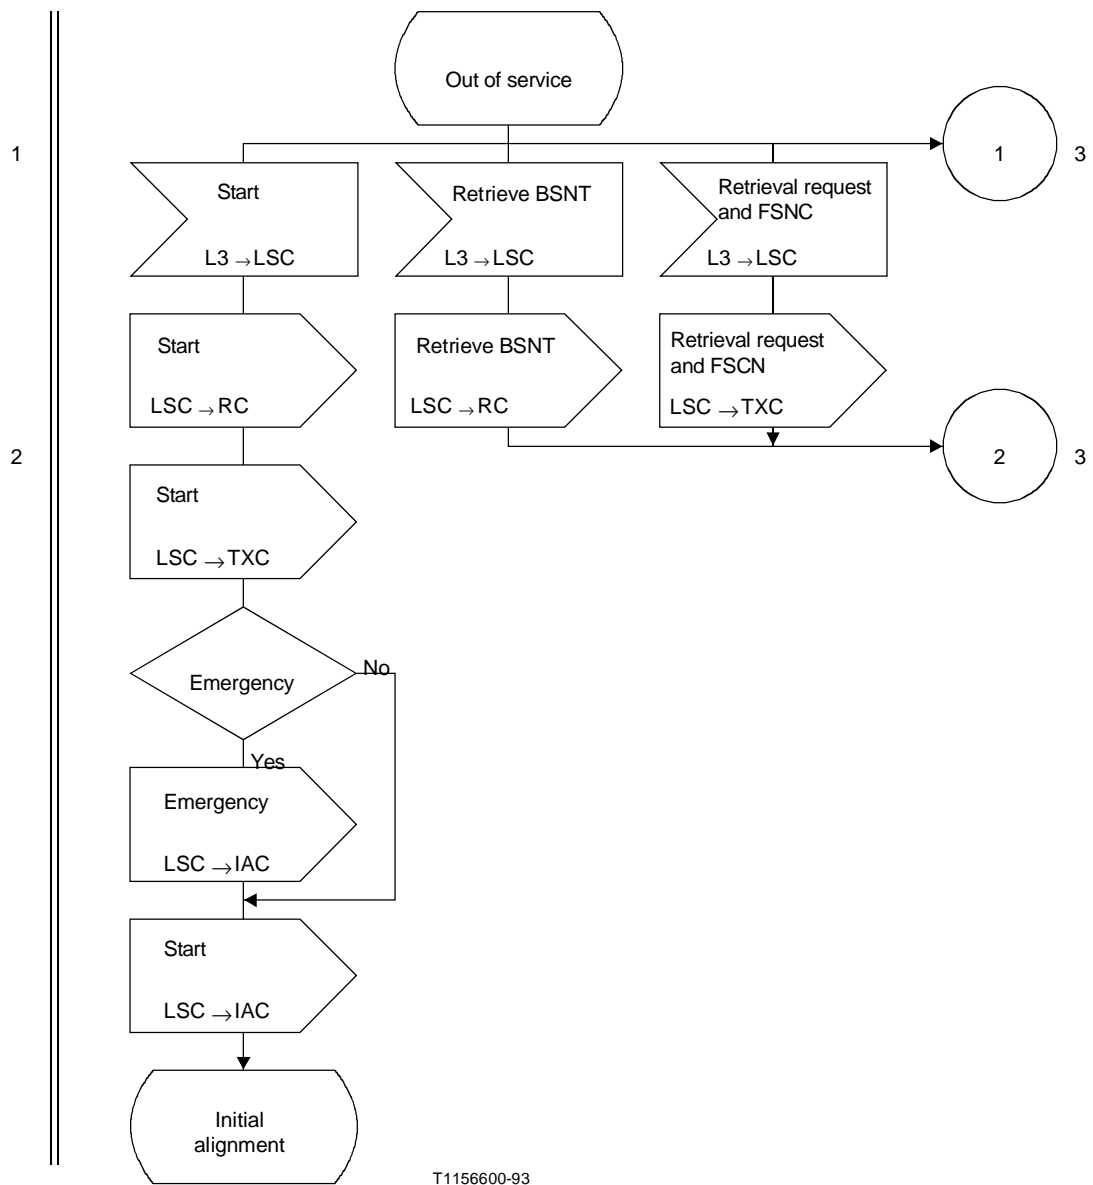 Out of service
1
1
3
Start
L3 → LSC
Retrieve BSNT
L3 → LSC
Retrieval request
and FSNC
L3 → LSC
Start
LSC → RC
Retrieve BSNT
LSC → RC
Retrieval request
and FSCN
LSC → TXC
2
2
3
Start
LSC → TXC
Emergency
No
Yes
Emergency
LSC → IAC
Start
LSC → IAC
Initial
alignment
T1156600-93